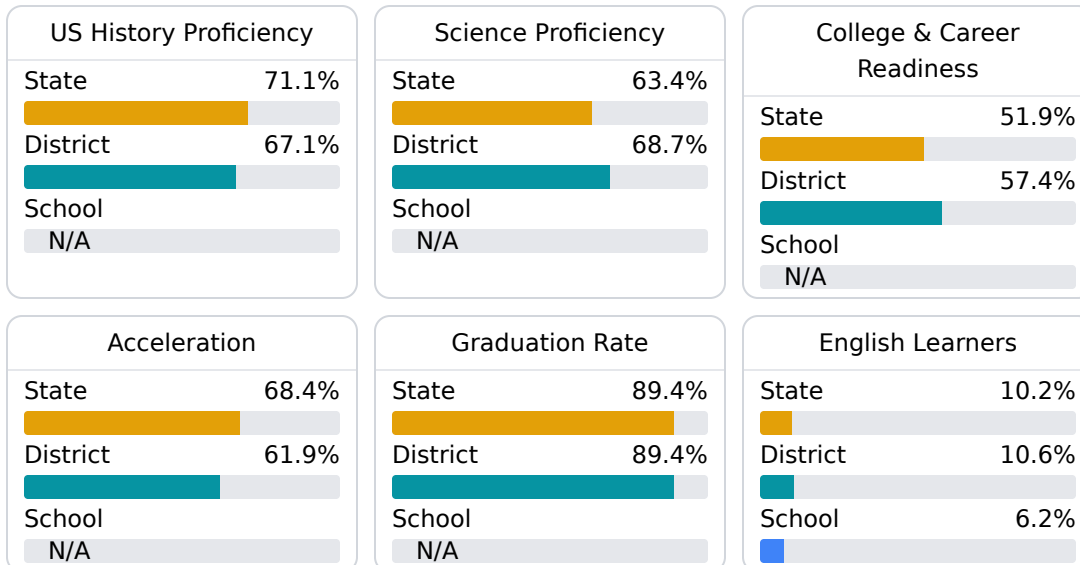 US History Proficiency
State 71.1%
District 67.1%
School
N/A
Science Proficiency
State 63.4%
District 68.7%
School
N/A
College & Career
Readiness
State 51.9%
District 57.4%
School
N/A
Acceleration
State 68.4%
District 61.9%
School
N/A
Graduation Rate
State 89.4%
District 89.4%
School
N/A
English Learners
State 10.2%
District 10.6%
School 6.2%